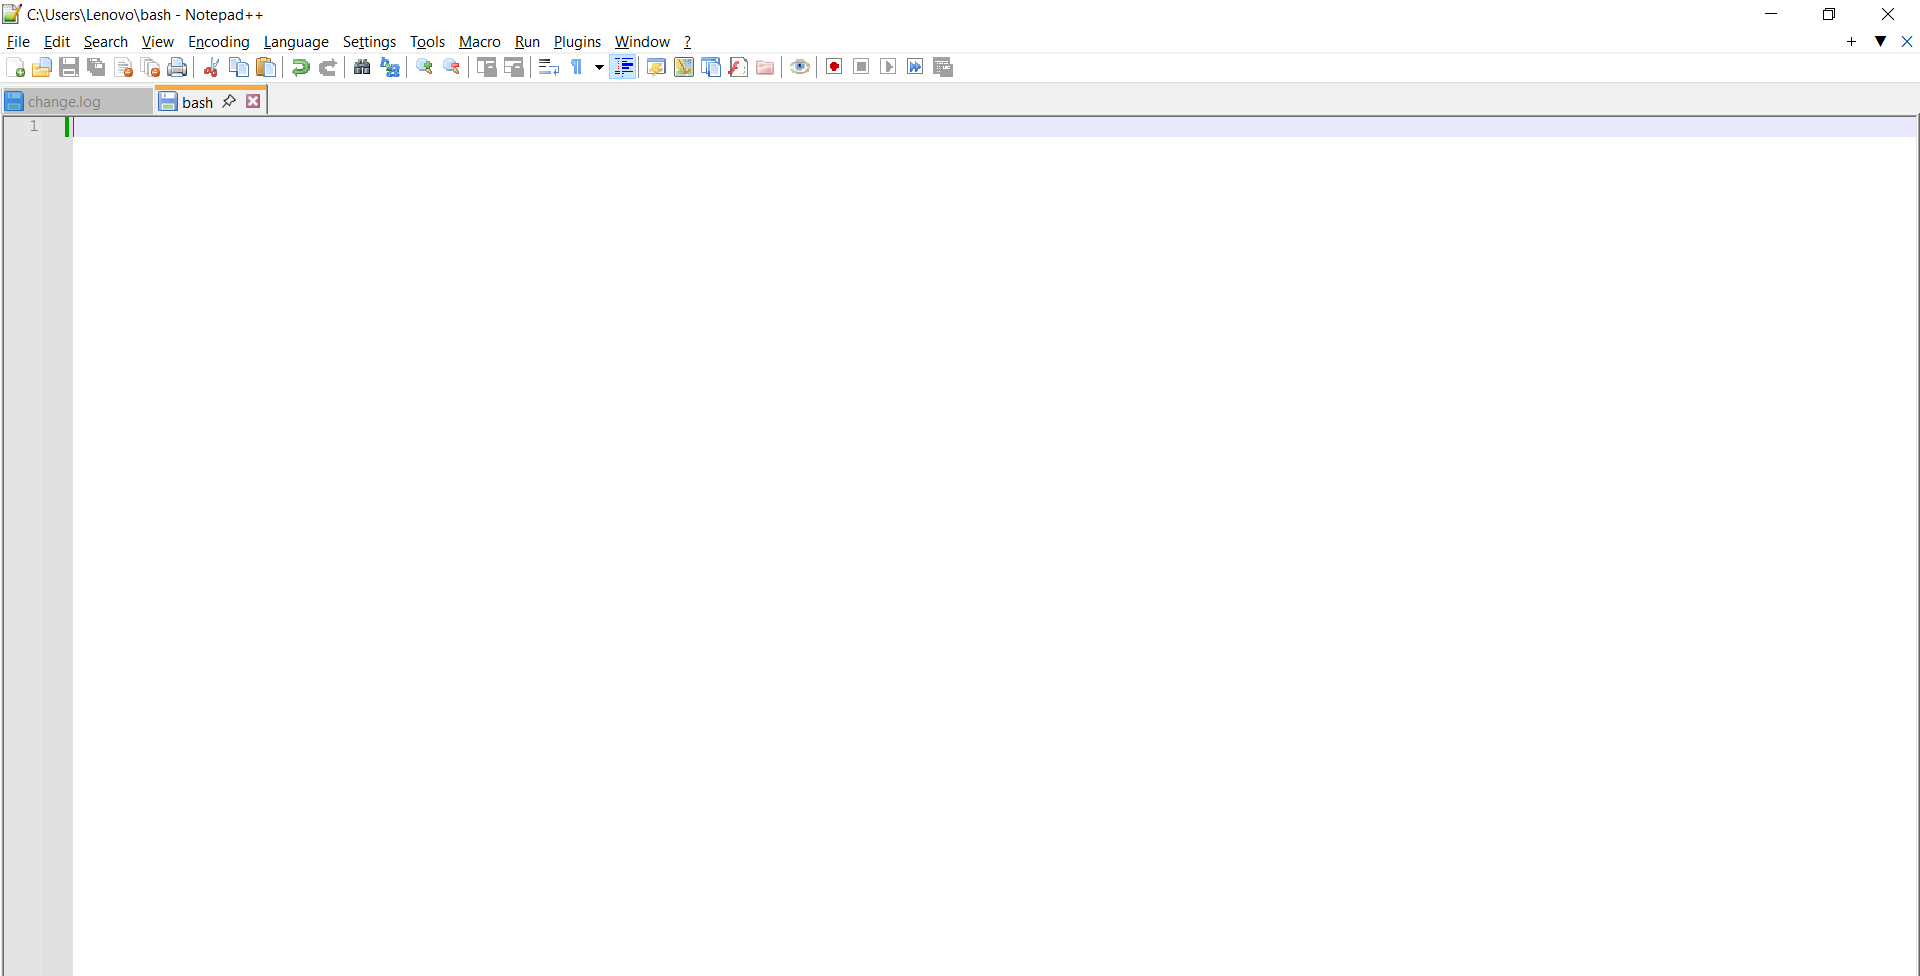 C:\Users\Lenovo\bash - Notepad++
File Edit Search View Encoding Language Settings Tools Macro Run Plugins Window ?
change.log bash
1